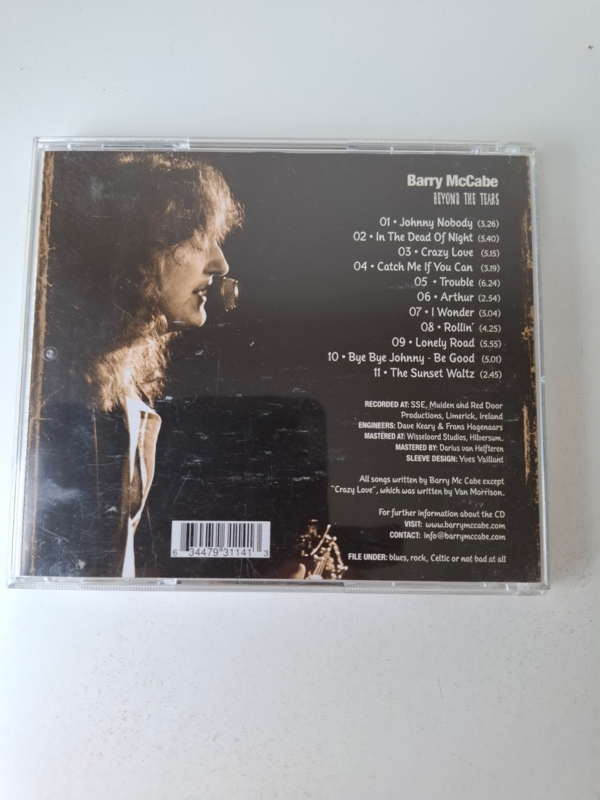 Barry McCabe
BEYOND THE TEARS
01 • Johnny Nobody (3.26)
02 • In The Dead Of Night (5.40)
03 • Crazy Love (5.15)
04 • Catch Me If You Can (3.19)
05 • Trouble (6.24)
06 • Arthur (2.54)
07 • I Wonder (5.04)
08 • Rollin' (4.25)
09 • Lonely Road (5.55)
10 • Bye Bye Johnny - Be Good (5.01)
11 • The Sunset Waltz (2.45)
RECORDED AT: SSE, Muiden and Red Door
Productions, Limerick, Ireland
ENGINEERS: Dave Keary & Frans Hagenaars
MASTERED AT: Wisseloord Studios, Hilversum.
MASTERED BY: Darius van Helfteren
SLEEVE DESIGN: Yves Vaillant
All songs written by Barry Mc Cabe except
"Crazy Love", which was written by Van Morrison.
For further information about the CD
VISIT: www.barrymccabe.com
CONTACT: info@barrymccabe.com
FILE UNDER: blues, rock, Celtic or not bad at all
6 34479 31141 3